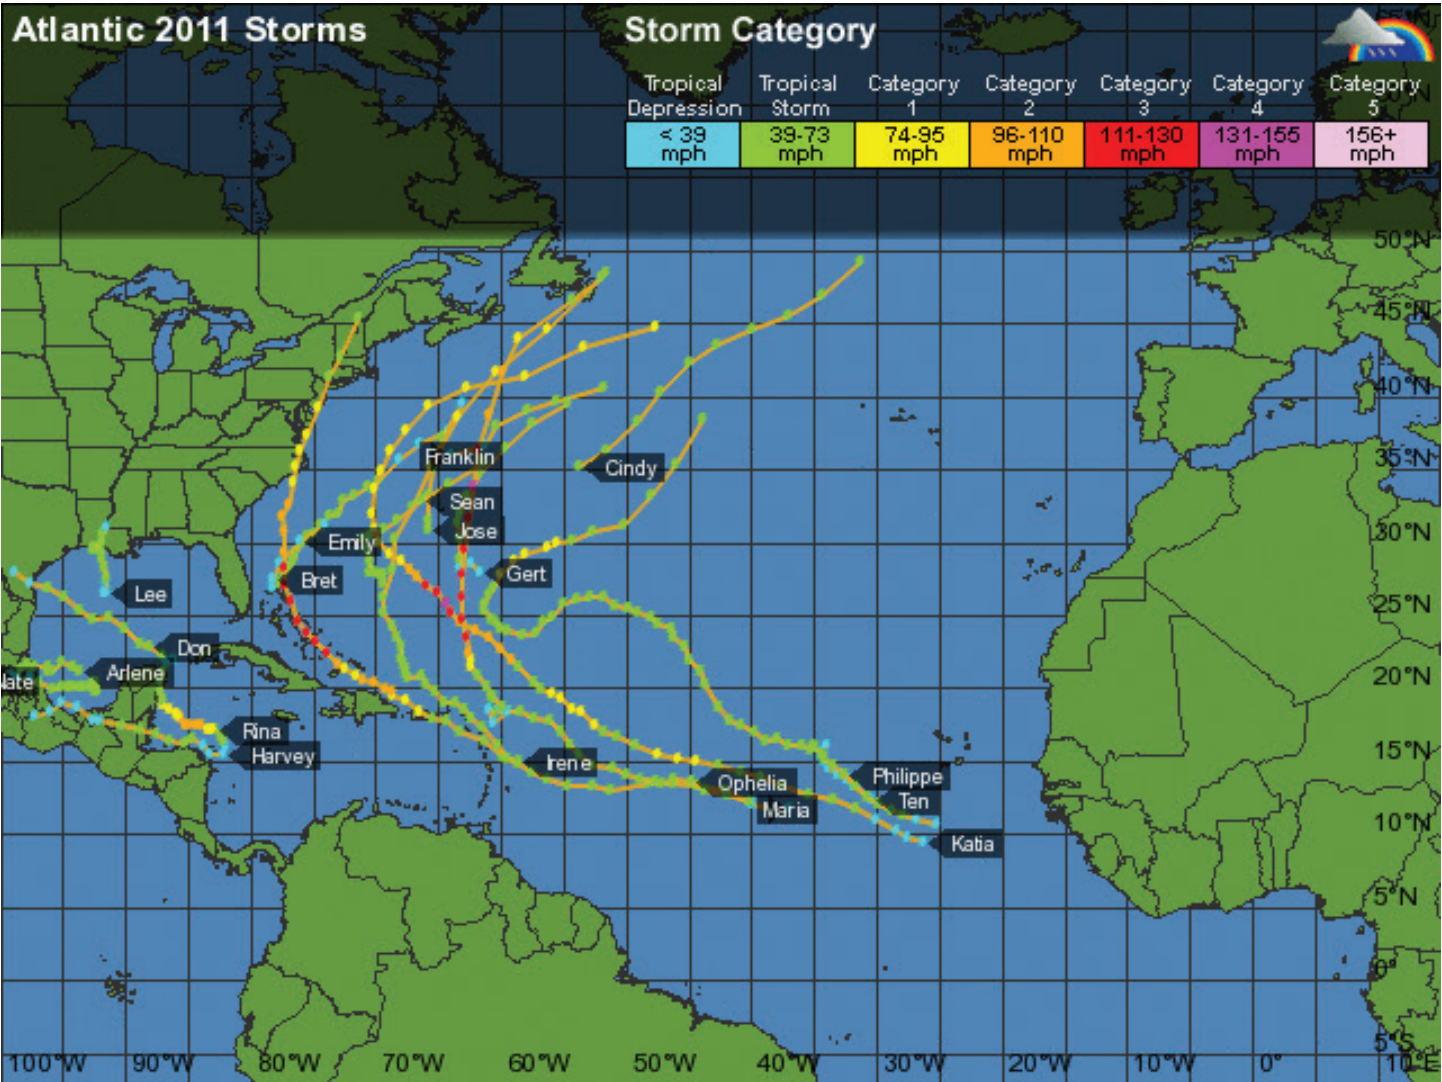 Atlantic 2011 Storms
Storm Category
Tropical Depression
Tropical Storm
Category 1
Category 2
Category 3
Category 4
Category 5
< 39 mph
39-73 mph
74-95 mph
96-110 mph
111-130 mph
131-155 mph
156+ mph
50°N
45°N
40°N
Franklin
Cindy
35°N
Sean
Jose
30°N
Emily
Gert
Bret
Lee
25°N
Don
Arlene
20°N
Rina
Harvey
Irene
15°N
Philippe
Ophelia
Ten
Maria
10°N
Katia
5°N
0°
5°S
100°W
90°W
80°W
70°W
60°W
50°W
40°W
30°W
20°W
10°W
0°
10°E